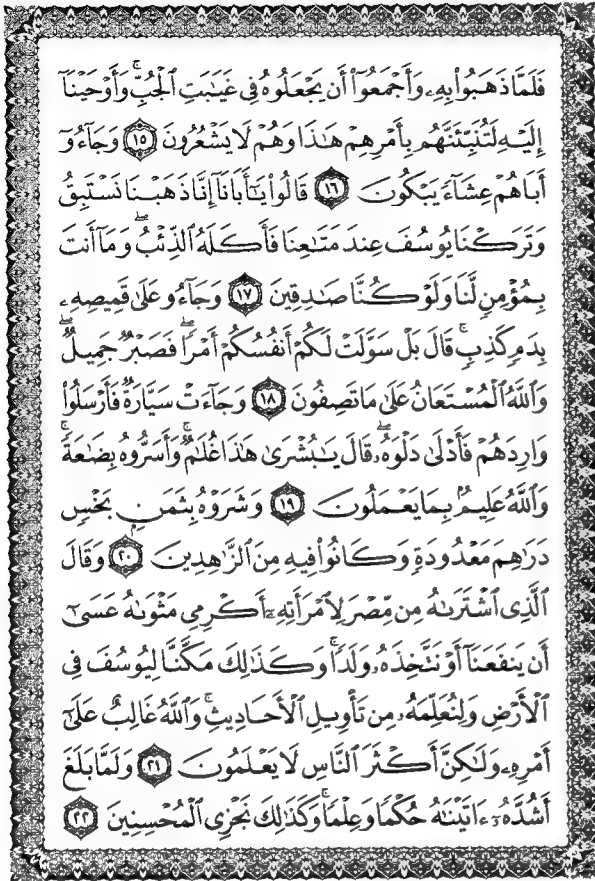 فَلَمَّا ذَهَبُوا۟ بِهِۦ وَأَجْمَعُوٓا۟ أَن يَجْعَلُوهُ فِى غَيَـٰبَتِ ٱلْجُبِّ ۚ وَأَوْحَيْنَآ
إِلَيْهِ لَتُنَبِّئَنَّهُم بِأَمْرِهِمْ هَـٰذَا وَهُمْ لَا يَشْعُرُونَ ١٥ وَجَآءُوٓ
أَبَاهُمْ عِشَآءً يَبْكُونَ ١٦ قَالُوا۟ يَـٰٓأَبَانَآ إِنَّا ذَهَبْنَا نَسْتَبِقُ
وَتَرَكْنَا يُوسُفَ عِندَ مَتَـٰعِنَا فَأَكَلَهُ ٱلذِّئْبُ ۖ وَمَآ أَنتَ
بِمُؤْمِنٍ لَّنَا وَلَوْ كُنَّا صَـٰدِقِينَ ١٧ وَجَآءُو عَلَىٰ قَمِيصِهِۦ
بِدَمٍ كَذِبٍ ۚ قَالَ بَلْ سَوَّلَتْ لَكُمْ أَنفُسُكُمْ أَمْرًا ۖ فَصَبْرٌ جَمِيلٌ ۖ
وَٱللَّهُ ٱلْمُسْتَعَانُ عَلَىٰ مَا تَصِفُونَ ١٨ وَجَآءَتْ سَيَّارَةٌ فَأَرْسَلُوا۟
وَارِدَهُمْ فَأَدْلَىٰ دَلْوَهُۥ ۖ قَالَ يَـٰبُشْرَىٰ هَـٰذَا غُلَـٰمٌ ۚ وَأَسَرُّوهُ بِضَـٰعَةً ۚ
وَٱللَّهُ عَلِيمٌۢ بِمَا يَعْمَلُونَ ١٩ وَشَرَوْهُ بِثَمَنٍۭ بَخْسٍ
دَرَٰهِمَ مَعْدُودَةٍ وَكَانُوا۟ فِيهِ مِنَ ٱلزَّٰهِدِينَ ٢٠ وَقَالَ
ٱلَّذِى ٱشْتَرَىٰهُ مِن مِّصْرَ لِٱمْرَأَتِهِۦٓ أَكْرِمِى مَثْوَىٰهُ عَسَىٰٓ
أَن يَنفَعَنَآ أَوْ نَتَّخِذَهُۥ وَلَدًا ۚ وَكَذَٰلِكَ مَكَّنَّا لِيُوسُفَ فِى
ٱلْأَرْضِ وَلِنُعَلِّمَهُۥ مِن تَأْوِيلِ ٱلْأَحَادِيثِ ۚ وَٱللَّهُ غَالِبٌ عَلَىٰٓ
أَمْرِهِۦ وَلَـٰكِنَّ أَكْثَرَ ٱلنَّاسِ لَا يَعْلَمُونَ ٢١ وَلَمَّا بَلَغَ
أَشُدَّهُۥٓ ءَاتَيْنَـٰهُ حُكْمًا وَعِلْمًا ۚ وَكَذَٰلِكَ نَجْزِى ٱلْمُحْسِنِينَ ٢٢